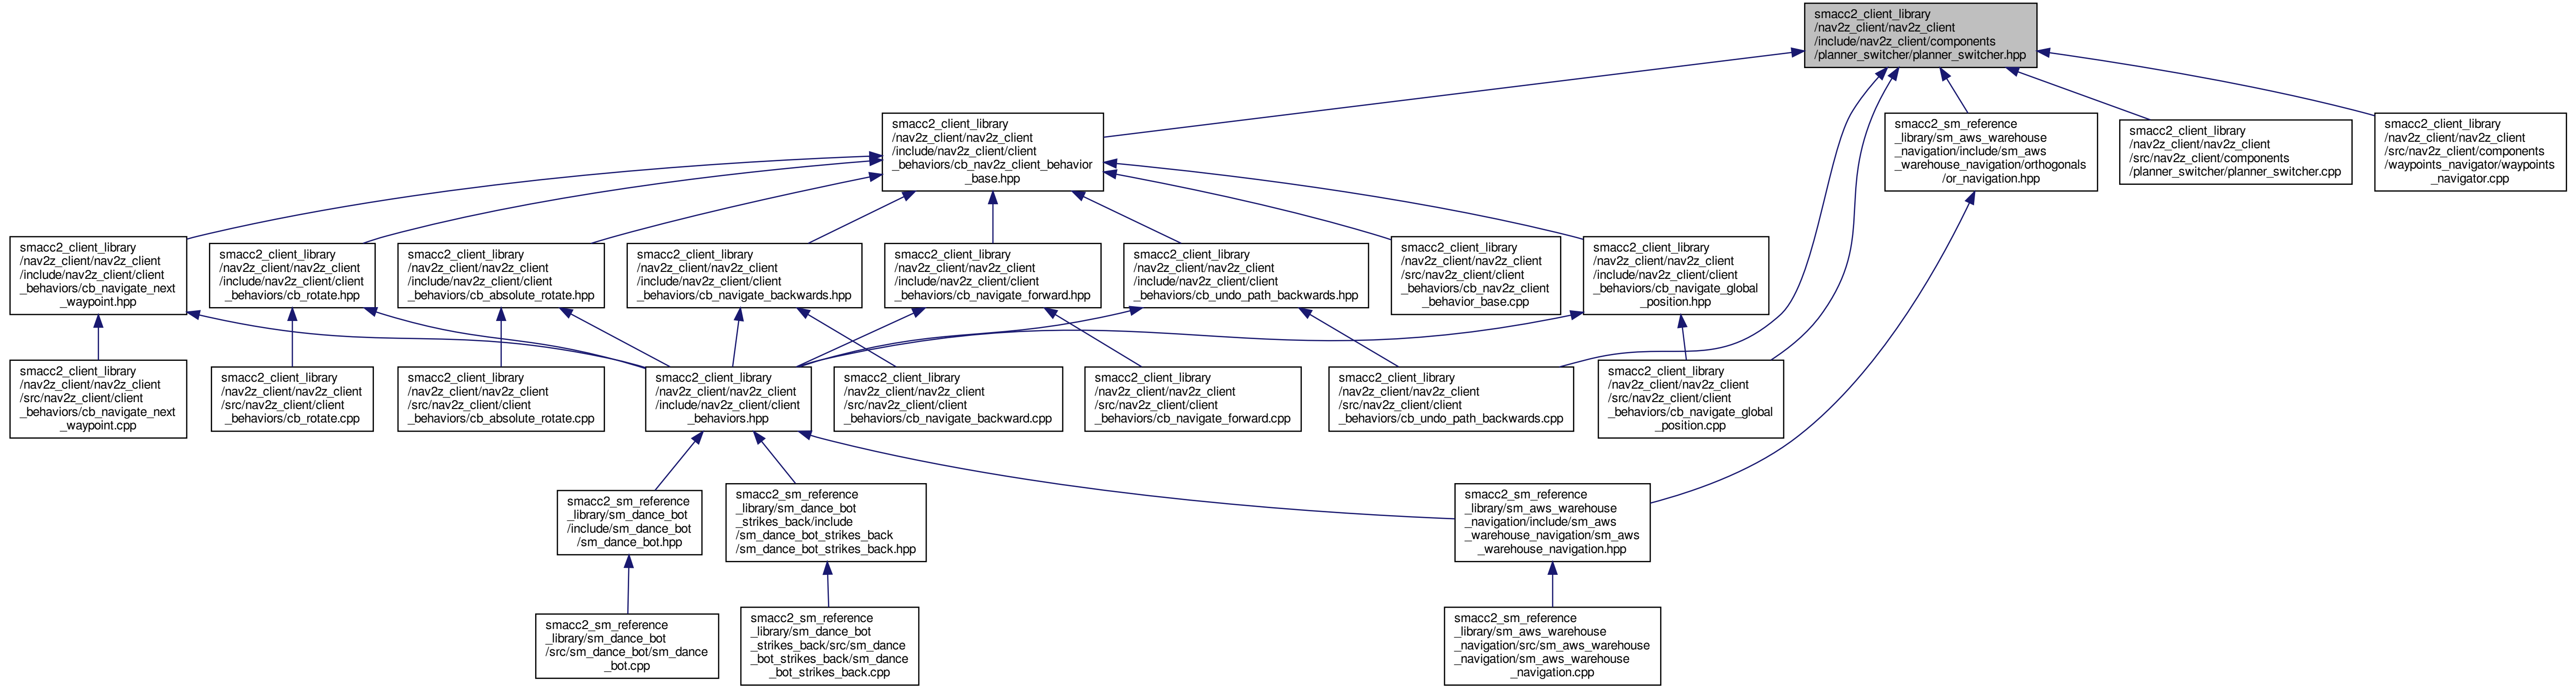 smacc2_client_library
/nav2z_client/nav2z_client
/include/nav2z_client/components
/planner_switcher/planner_switcher.hpp
smacc2_client_library
/nav2z_client/nav2z_client
/include/nav2z_client/client
_behaviors/cb_nav2z_client_behavior
_base.hpp
smacc2_sm_reference
_library/sm_aws_warehouse
_navigation/include/sm_aws
_warehouse_navigation/orthogonals
/or_navigation.hpp
smacc2_client_library
/nav2z_client/nav2z_client
/src/nav2z_client/components
/planner_switcher/planner_switcher.cpp
smacc2_client_library
/nav2z_client/nav2z_client
/src/nav2z_client/components
/waypoints_navigator/waypoints
_navigator.cpp
smacc2_client_library
/nav2z_client/nav2z_client
/include/nav2z_client/client
_behaviors/cb_navigate_next
_waypoint.hpp
smacc2_client_library
/nav2z_client/nav2z_client
/include/nav2z_client/client
_behaviors/cb_rotate.hpp
smacc2_client_library
/nav2z_client/nav2z_client
/include/nav2z_client/client
_behaviors/cb_absolute_rotate.hpp
smacc2_client_library
/nav2z_client/nav2z_client
/include/nav2z_client/client
_behaviors/cb_navigate_backwards.hpp
smacc2_client_library
/nav2z_client/nav2z_client
/include/nav2z_client/client
_behaviors/cb_navigate_forward.hpp
smacc2_client_library
/nav2z_client/nav2z_client
/include/nav2z_client/client
_behaviors/cb_undo_path_backwards.hpp
smacc2_client_library
/nav2z_client/nav2z_client
/src/nav2z_client/client
_behaviors/cb_nav2z_client
_behavior_base.cpp
smacc2_client_library
/nav2z_client/nav2z_client
/include/nav2z_client/client
_behaviors/cb_navigate_global
_position.hpp
smacc2_client_library
/nav2z_client/nav2z_client
/src/nav2z_client/client
_behaviors/cb_navigate_next
_waypoint.cpp
smacc2_client_library
/nav2z_client/nav2z_client
/src/nav2z_client/client
_behaviors/cb_rotate.cpp
smacc2_client_library
/nav2z_client/nav2z_client
/src/nav2z_client/client
_behaviors/cb_absolute_rotate.cpp
smacc2_client_library
/nav2z_client/nav2z_client
/include/nav2z_client/client
_behaviors.hpp
smacc2_client_library
/nav2z_client/nav2z_client
/src/nav2z_client/client
_behaviors/cb_navigate_backward.cpp
smacc2_client_library
/nav2z_client/nav2z_client
/src/nav2z_client/client
_behaviors/cb_navigate_forward.cpp
smacc2_client_library
/nav2z_client/nav2z_client
/src/nav2z_client/client
_behaviors/cb_undo_path_backwards.cpp
smacc2_client_library
/nav2z_client/nav2z_client
/src/nav2z_client/client
_behaviors/cb_navigate_global
_position.cpp
smacc2_sm_reference
_library/sm_dance_bot
/include/sm_dance_bot
/sm_dance_bot.hpp
smacc2_sm_reference
_library/sm_dance_bot
_strikes_back/include
/sm_dance_bot_strikes_back
/sm_dance_bot_strikes_back.hpp
smacc2_sm_reference
_library/sm_aws_warehouse
_navigation/include/sm_aws
_warehouse_navigation/sm_aws
_warehouse_navigation.hpp
smacc2_sm_reference
_library/sm_dance_bot
/src/sm_dance_bot/sm_dance
_bot.cpp
smacc2_sm_reference
_library/sm_dance_bot
_strikes_back/src/sm_dance
_bot_strikes_back/sm_dance
_bot_strikes_back.cpp
smacc2_sm_reference
_library/sm_aws_warehouse
_navigation/src/sm_aws_warehouse
_navigation/sm_aws_warehouse
_navigation.cpp